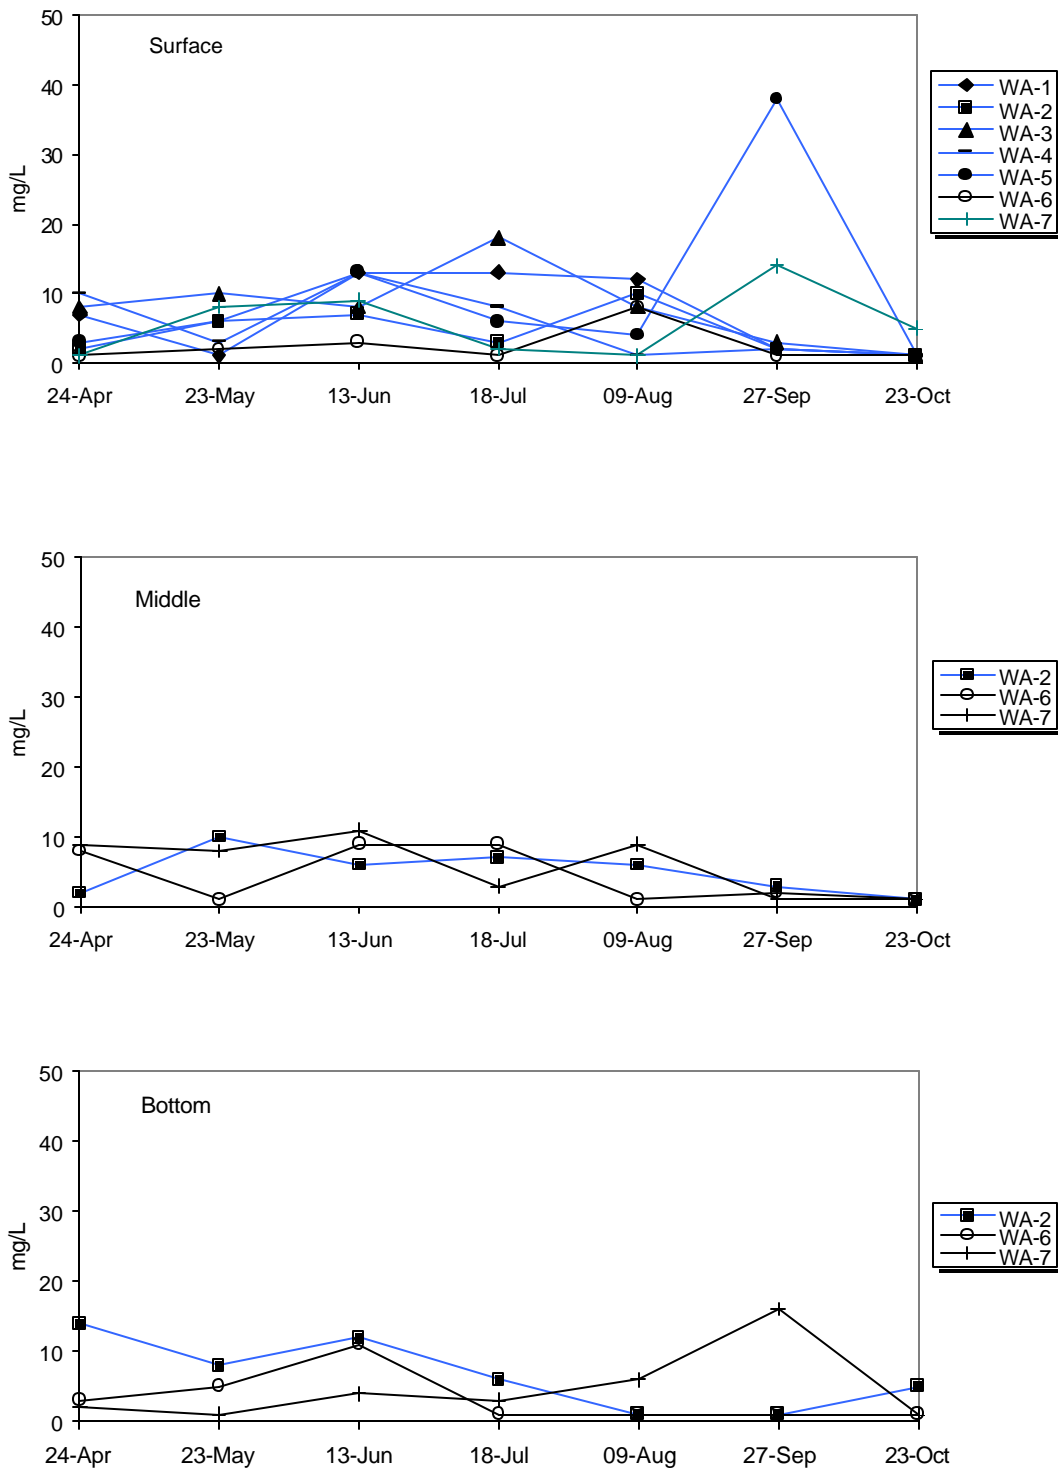 Surface
mg/L
50
40
30
20
10
0
24-Apr 23-May 13-Jun 18-Jul 09-Aug 27-Sep 23-Oct
WA-1
WA-2
WA-3
WA-4
WA-5
WA-6
WA-7
Middle
mg/L
50
40
30
20
10
0
24-Apr 23-May 13-Jun 18-Jul 09-Aug 27-Sep 23-Oct
WA-2
WA-6
WA-7
Bottom
mg/L
50
40
30
20
10
0
24-Apr 23-May 13-Jun 18-Jul 09-Aug 27-Sep 23-Oct
WA-2
WA-6
WA-7